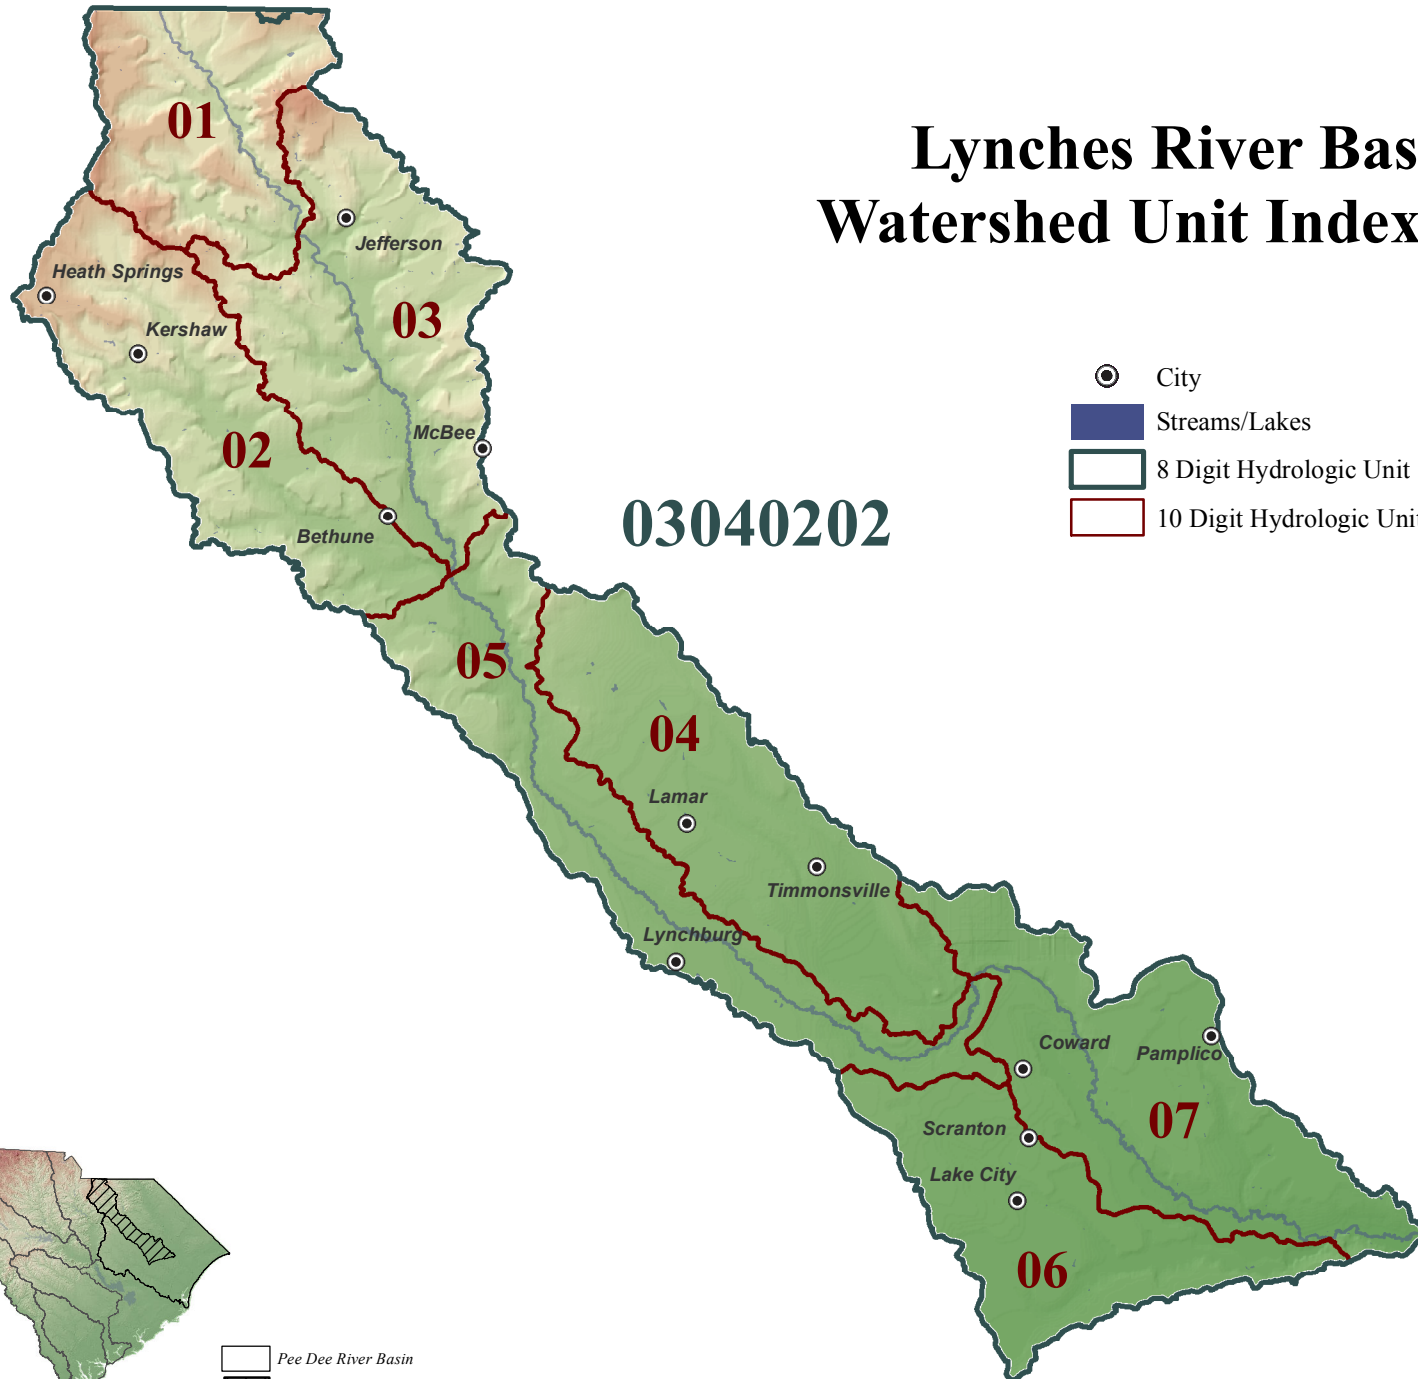 Lynches River Bas
Watershed Unit Index
01
Jefferson
Heath Springs
03
Kershaw
City
Streams/Lakes
McBee
02
8 Digit Hydrologic Unit
03040202
10 Digit Hydrologic Unit
Bethune
05
04
Lamar
Timmonsville
Lynchburg
Coward
Pamplico
07
Scranton
Lake City
06
Pee Dee River Basin